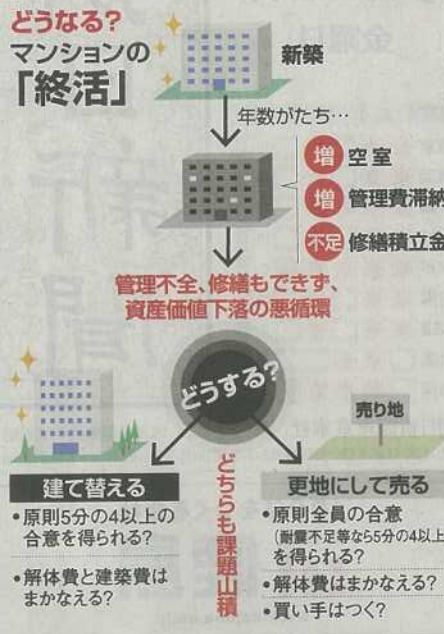 どうなる?
マンションの
「終活」
新築
年数がたち…
増 空室
増 管理費滞納
不足 修繕積立金
管理不全、修繕もできず、
資産価値下落の悪循環
どうする?
売り地
建て替える
•原則5分の4以上の
合意を得られる?
•解体費と建築費は
まかなえる?
どちらも課題山積
更地にして売る
•原則全員の合意
(耐震不足等なら5分の4以上)
を得られる?
•解体費はまかなえる?
•買い手はつく?